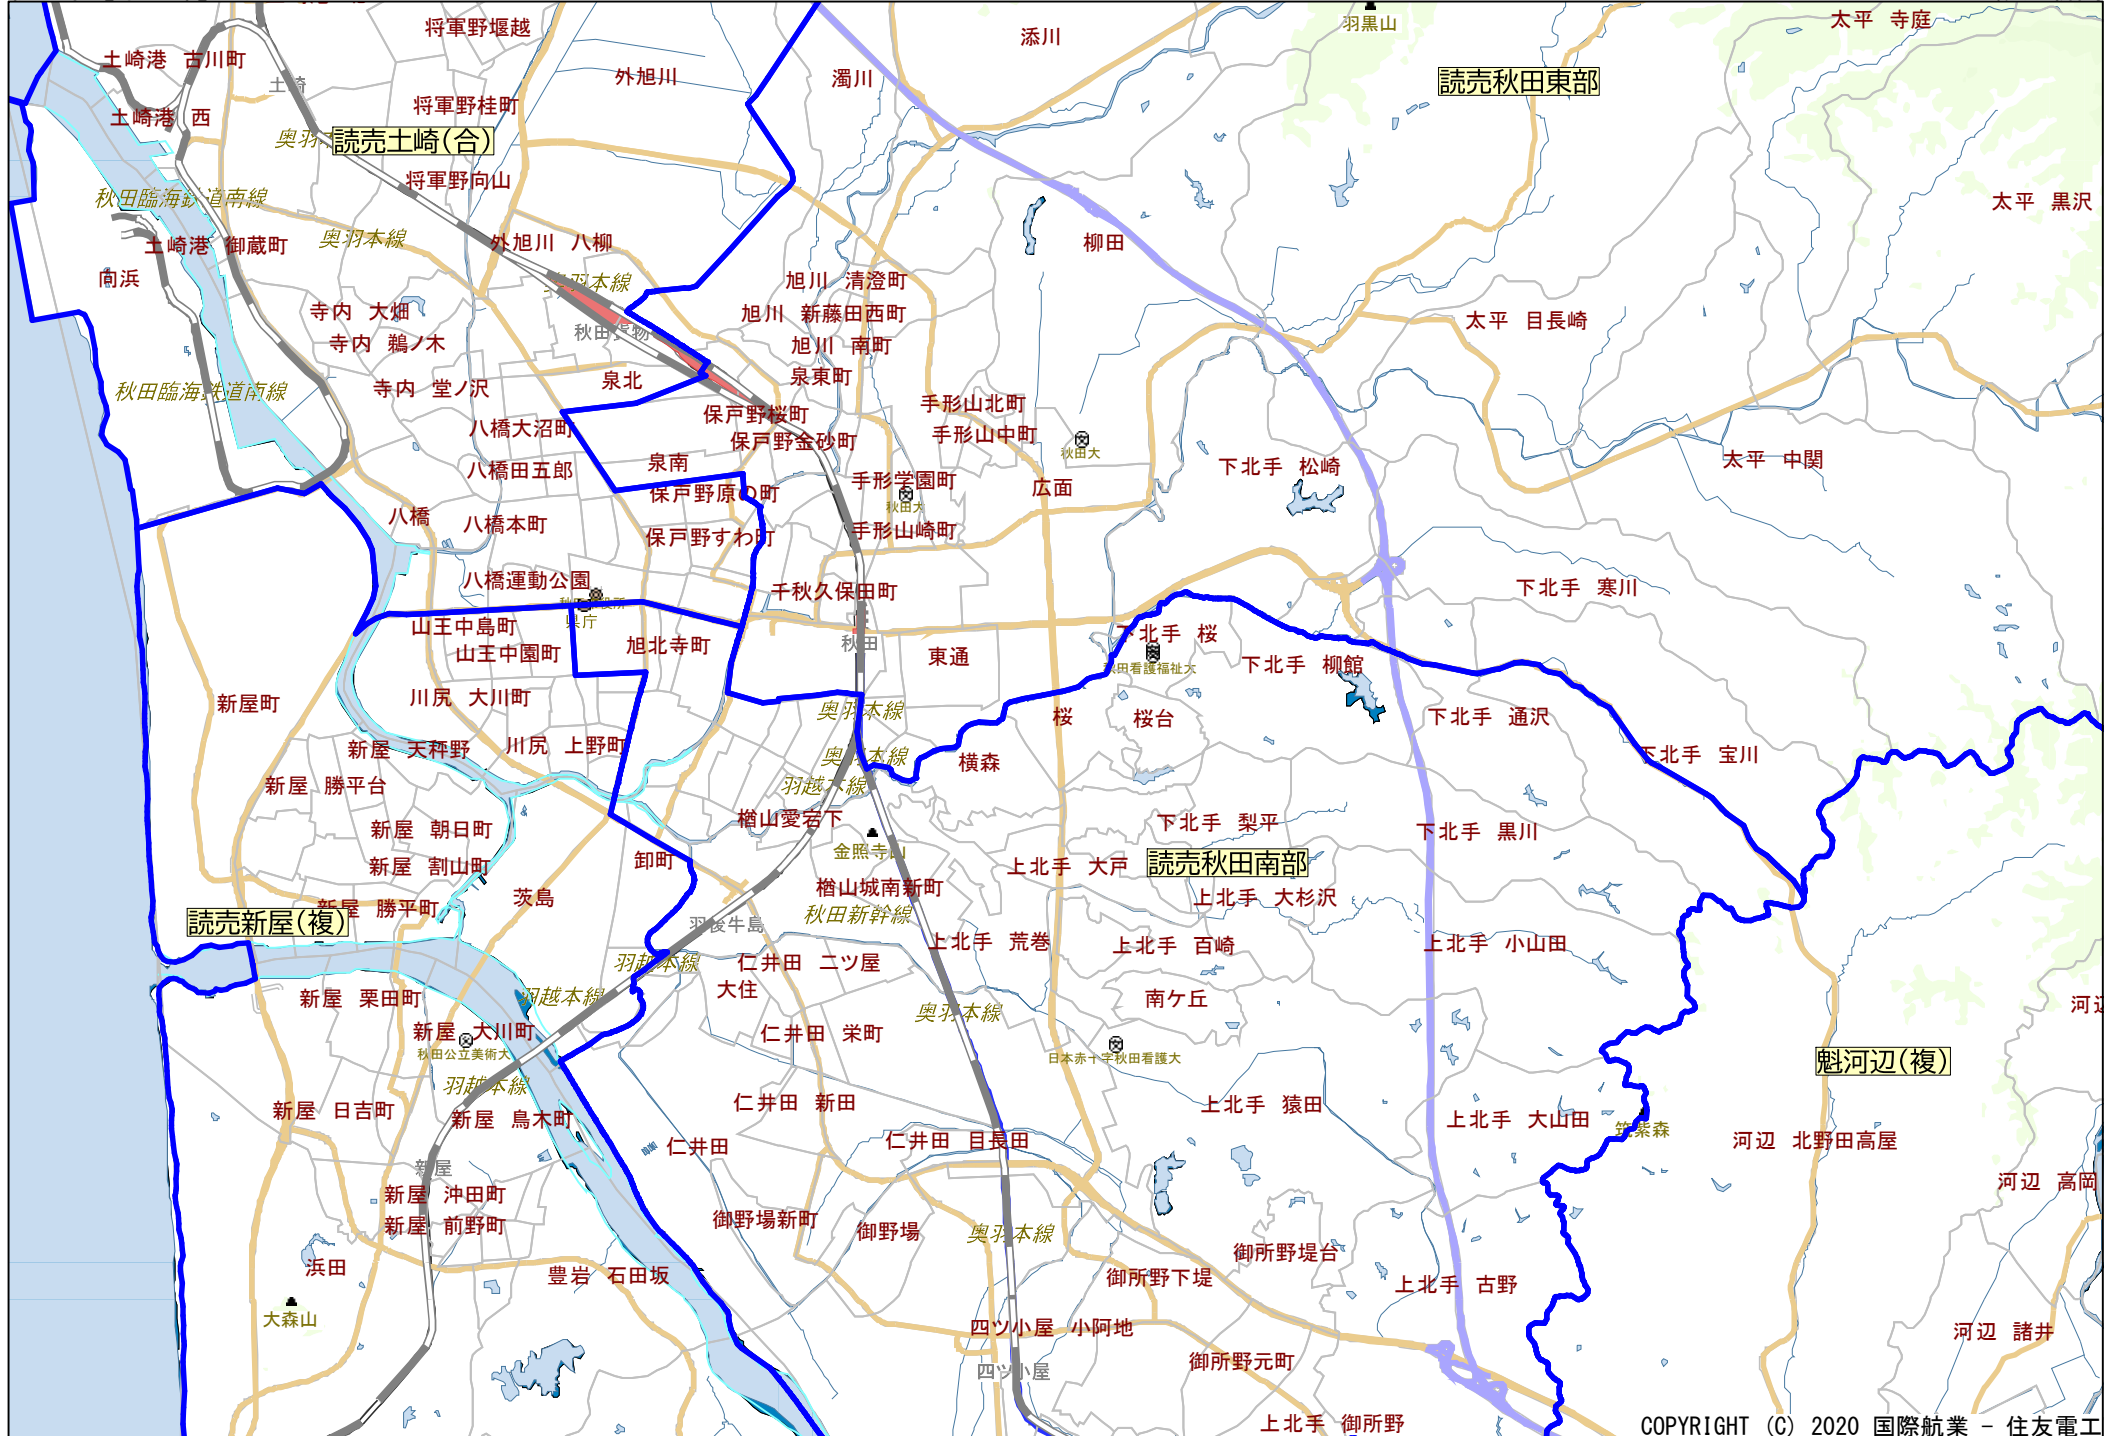 将軍野堰越
添川
羽黒山
太平 寺庭
土崎港 古川町
土崎
外旭川
濁川
読売秋田東部
将軍野桂町
土崎港 西
奥羽本
読売土崎(合)
将軍野向山
秋田臨海鉄道南線
太平 黒沢
奥羽本線
土崎港 御蔵町
外旭川 八柳
柳田
向浜
奥羽本線
旭川 清澄町
寺内 大畑
旭川 新藤田西町
太平 目長崎
秋田貨物
寺内 鵜ノ木
旭川 南町
泉北
泉東町
寺内 堂ノ沢
秋田臨海鉄道南線
手形山北町
保戸野桜町
八橋大沼町
手形山中町
保戸野金砂町
秋田大
泉南
下北手 松崎
太平 中関
八橋田五郎
手形学園町
広面
保戸野原の町
秋田大
八橋
八橋本町
手形山崎町
保戸野すわ町
八橋運動公園
千秋久保田町
下北手 寒川
秋田市役所
県庁
山王中島町
下北手 桜
旭北寺町
秋田
山王中園町
東通
下北手 柳館
秋田看護福祉大
川尻 大川町
新屋町
奥羽本線
桜
桜台
下北手 通沢
新屋 天秤野
川尻 上野町
奥羽本線
横森
下北手 宝川
新屋 勝平台
羽越本線
楢山愛宕下
下北手 梨平
新屋 朝日町
下北手 黒川
金照寺山
卸町
読売秋田南部
新屋 割山町
上北手 大戸
楢山城南新町
茨島
上北手 大杉沢
新屋 勝平町
秋田新幹線
読売新屋(複)
羽後牛島
上北手 荒巻
上北手 百崎
上北手 小山田
羽越本線
仁井田 二ツ屋
大住
羽越本線
新屋 栗田町
南ケ丘
河辺
奥羽本線
新屋 大川町
仁井田 栄町
秋田公立美術大
日本赤十字秋田看護大
魁河辺(複)
羽越本線
仁井田 新田
上北手 猿田
新屋 日吉町
新屋 鳥木町
上北手 大山田
筑紫森
仁井田
仁井田 目長田
河辺 北野田高屋
新屋
河辺 高岡
新屋 沖田町
御野場新町
新屋 前野町
御野場
奥羽本線
御所野堤台
浜田
豊岩 石田坂
御所野下堤
上北手 古野
大森山
四ツ小屋 小阿地
河辺 諸井
御所野元町
四ツ小屋
上北手 御所野
COPYRIGHT (C) 2020 国際航業 - 住友電工